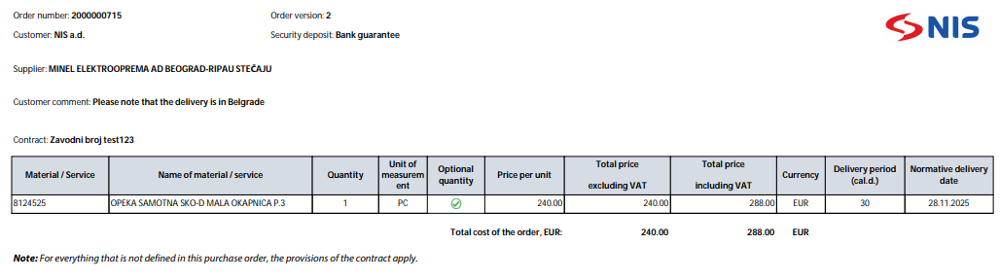 Order number: 2000000715 Order version: 2
Customer: NIS a.d. Security deposit: Bank guarantee
NIS
Supplier: MINEL ELEKTROOPREMA AD BEOGRAD-RIPAU STEČAJU
Customer comment: Please note that the delivery is in Belgrade
Contract: Zavodni broj test123
Material / Service Name of material / service Quantity Unit of measurem ent Optional quantity Price per unit Total price excluding VAT Total price including VAT Currency Delivery period (cal.d.) Normative delivery date
8124525 OPEKA SAMOTNA SKO-D MALA OKAPNICA P.3 1 PC 240.00 240.00 288.00 EUR 30 28.11.2025
Total cost of the order, EUR: 240.00 288.00 EUR
Note: For everything that is not defined in this purchase order, the provisions of the contract apply.